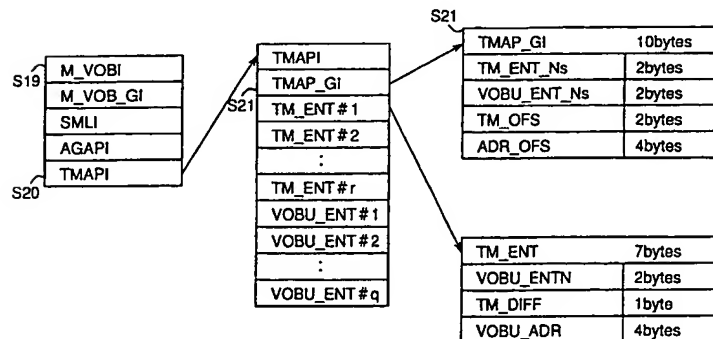 S19
M_VOBI
M_VOB_GI
SMLI
AGAPI
TMAPI
S20
TMAPI
TMAP_GI
S21
TM_ENT#1
TM_ENT#2
:
TM_ENT#r
VOBU_ENT#1
VOBU_ENT#2
:
VOBU_ENT#q
S21
TMAP_GI 10bytes
TM_ENT_Ns 2bytes
VOBU_ENT_Ns 2bytes
TM_OFS 2bytes
ADR_OFS 4bytes
TM_ENT 7bytes
VOBU_ENTN 2bytes
TM_DIFF 1byte
VOBU_ADR 4bytes